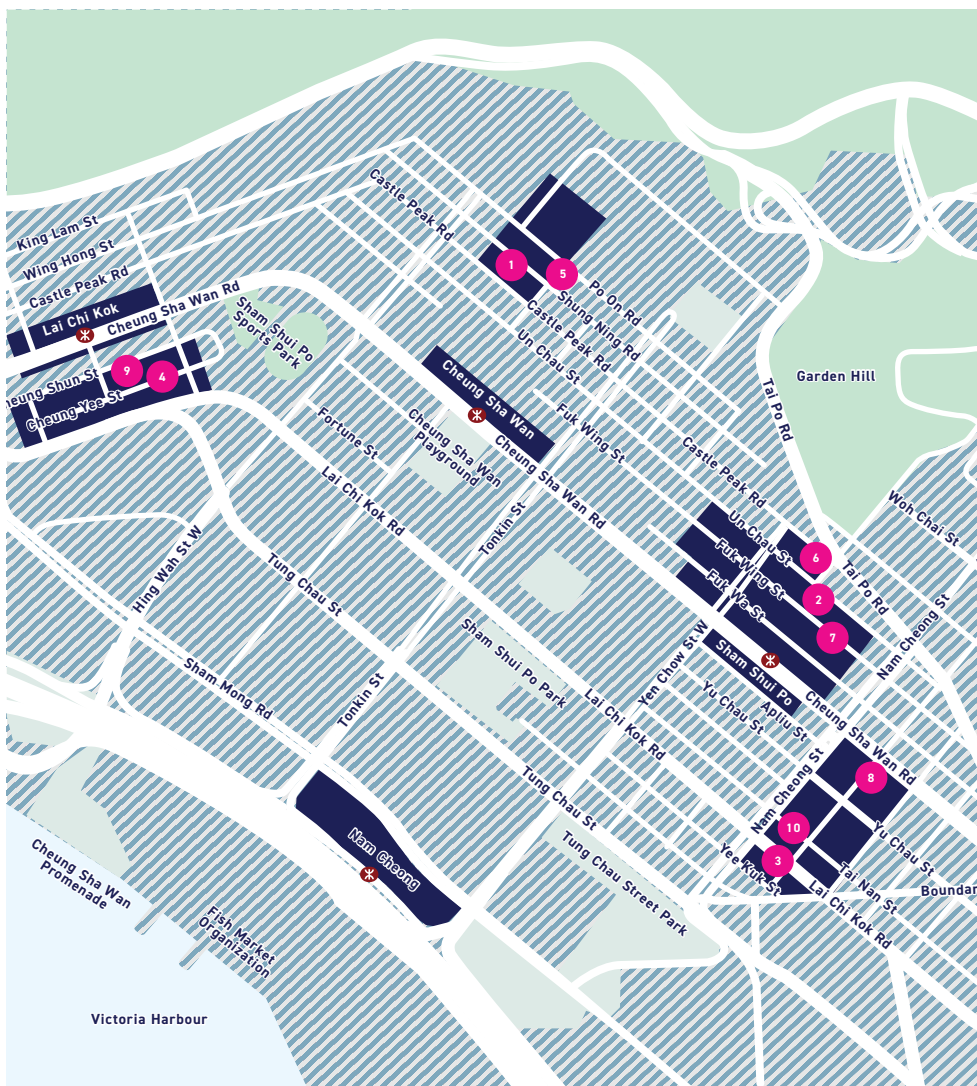 King Lam St
Wing Hong St
Castle Peak Rd
Lai Chi Kok
Cheung Sha Wan Rd
Castle Peak Rd
Sham Shui Po
Sports Park
1
5
Po On Rd
Shung Ning Rd
Castle Peak Rd
Un Chau St
9
4
heung Shun St
Cheung Yee St
Cheung Sha Wan
Garden Hill
Tai Po Rd
Fuk Wing St
Fortune St
Cheung Sha Wan
Playground
Cheung Sha Wan Rd
Castle Peak Rd
Lai Chi Kok Rd
Tonkin St
Woh Chai St
Hing Wah St W
Tung Chau St
Un Chau St
Fuk Wing St
Fuk Wa St
6
2
7
Tai Po Rd
Nam Cheong St
Sham Shui Po Park
Yen Chow St W
Sham Shui Po
Sham Mong Rd
Tonkin St
Lai Chi Kok Rd
Yu Chau St
Apliu St
Cheung Sha Wan Rd
Nam Cheong St
8
10
3
Tung Chau St
Yu Chau St
Yee Kuk St
Tai Nan St
Lai Chi Kok Rd
Boundar
Nam Cheong
Tung Chau Street Park
Cheung Sha Wan
Promenade
Fish Market
Organization
Victoria Harbour